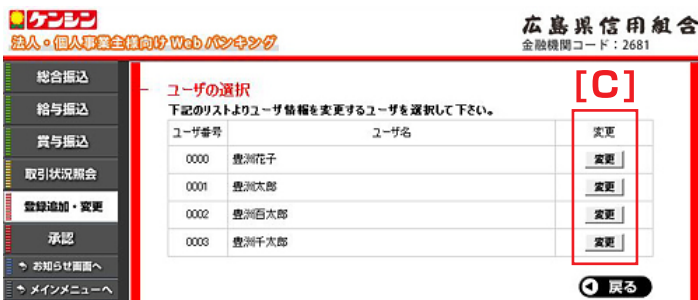 ケンシン
法人・個人事業主様向け Web バンキング
広島県信用組合
金融機関コード：2681
総合振込
給与振込
賞与振込
取引状況照会
登録追加・変更
承認
お知らせ画面へ
メインメニューへ
ユーザの選択
[C]
下記のリストよりユーザ情報を変更するユーザを選択して下さい。
ユーザ番号 ユーザ名 変更
0000 豊洲花子 変更
0001 豊洲太郎 変更
0002 豊洲百太郎 変更
0003 豊洲千太郎 変更
戻る